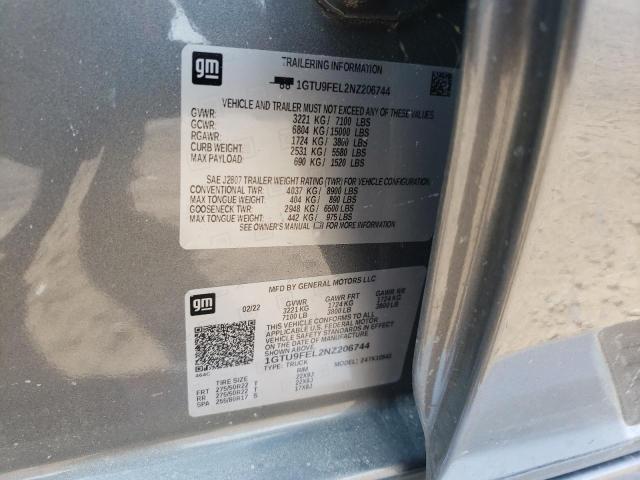 gm
TRAILERING INFORMATION
1GTU9FEL2NZ206744
VEHICLE AND TRAILER MUST NOT EXCEED ANY OF THESE VALUES
GVWR: 3221 KG / 7100 LBS
GCWR: 6804 KG / 15000 LBS
RGAWR: 1724 KG / 3800 LBS
CURB WEIGHT: 2531 KG / 5580 LBS
MAX PAYLOAD: 690 KG / 1520 LBS
SAE J2807 TRAILER WEIGHT RATING (TWR) FOR VEHICLE CONFIGURATION:
CONVENTIONAL TWR: 4037 KG / 8900 LBS
MAX TONGUE WEIGHT: 404 KG / 890 LBS
GOOSENECK TWR: 2948 KG / 6500 LBS
MAX TONGUE WEIGHT: 442 KG / 975 LBS
SEE OWNER'S MANUAL FOR MORE INFORMATION
MFD BY GENERAL MOTORS LLC
gm
02/22 GVWR GAWR FRT GAWR
3221KG 1724 KG 1724 KG
7100 LB 3800 LB 3800 LB
THIS VEHICLE CONFORMS TO ALL
APPLICABLE U.S. FEDERAL MOTOR
VEHICLE SAFETY STANDARDS IN
EFFECT ON THE DATE OF MANUFACTURE
SHOWN ABOVE.
1GTU9FEL2NZ206744
TYPE: TRUCK MODEL:
TIRE SIZE RIM
FRT 275/50R22 T 22X9J
RR 275/50R22 T 22X9J
SPA 255/80R17 S 17X8J